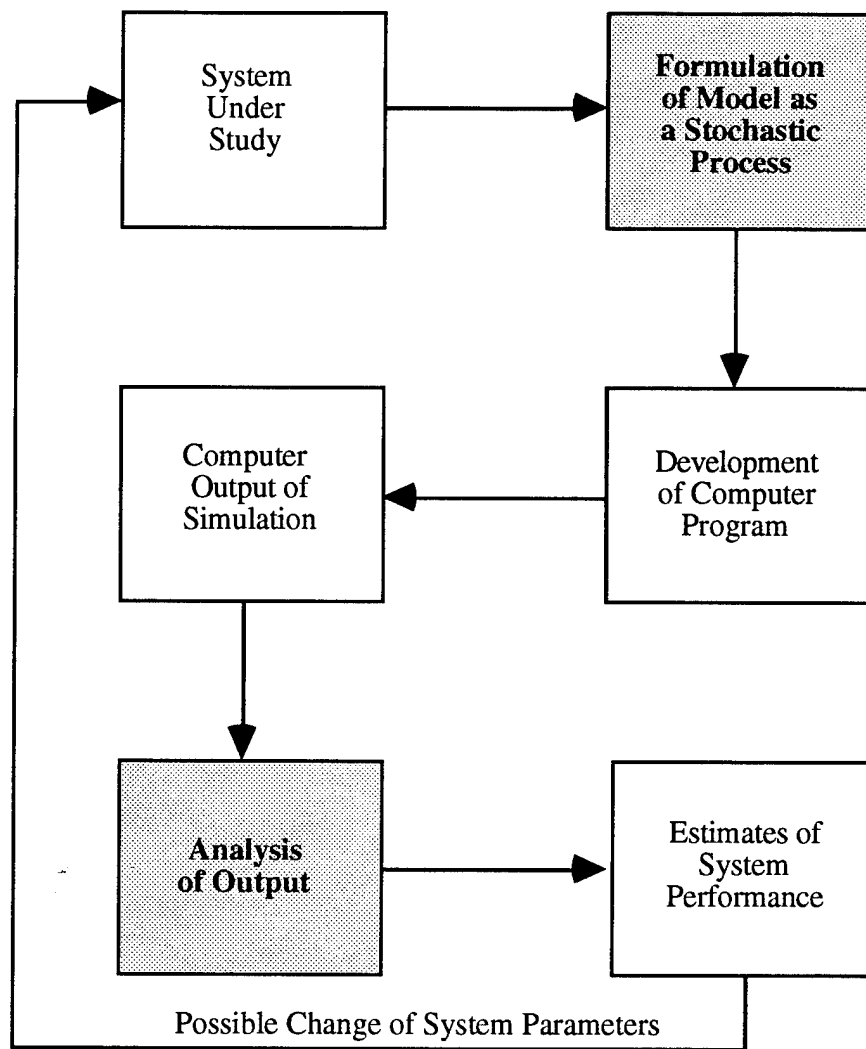 System
Under
Study
Formulation
of Model as
a Stochastic
Process
Computer
Output of
Simulation
Development
of Computer
Program
Analysis
of Output
Estimates of
System
Performance
Possible Change of System Parameters